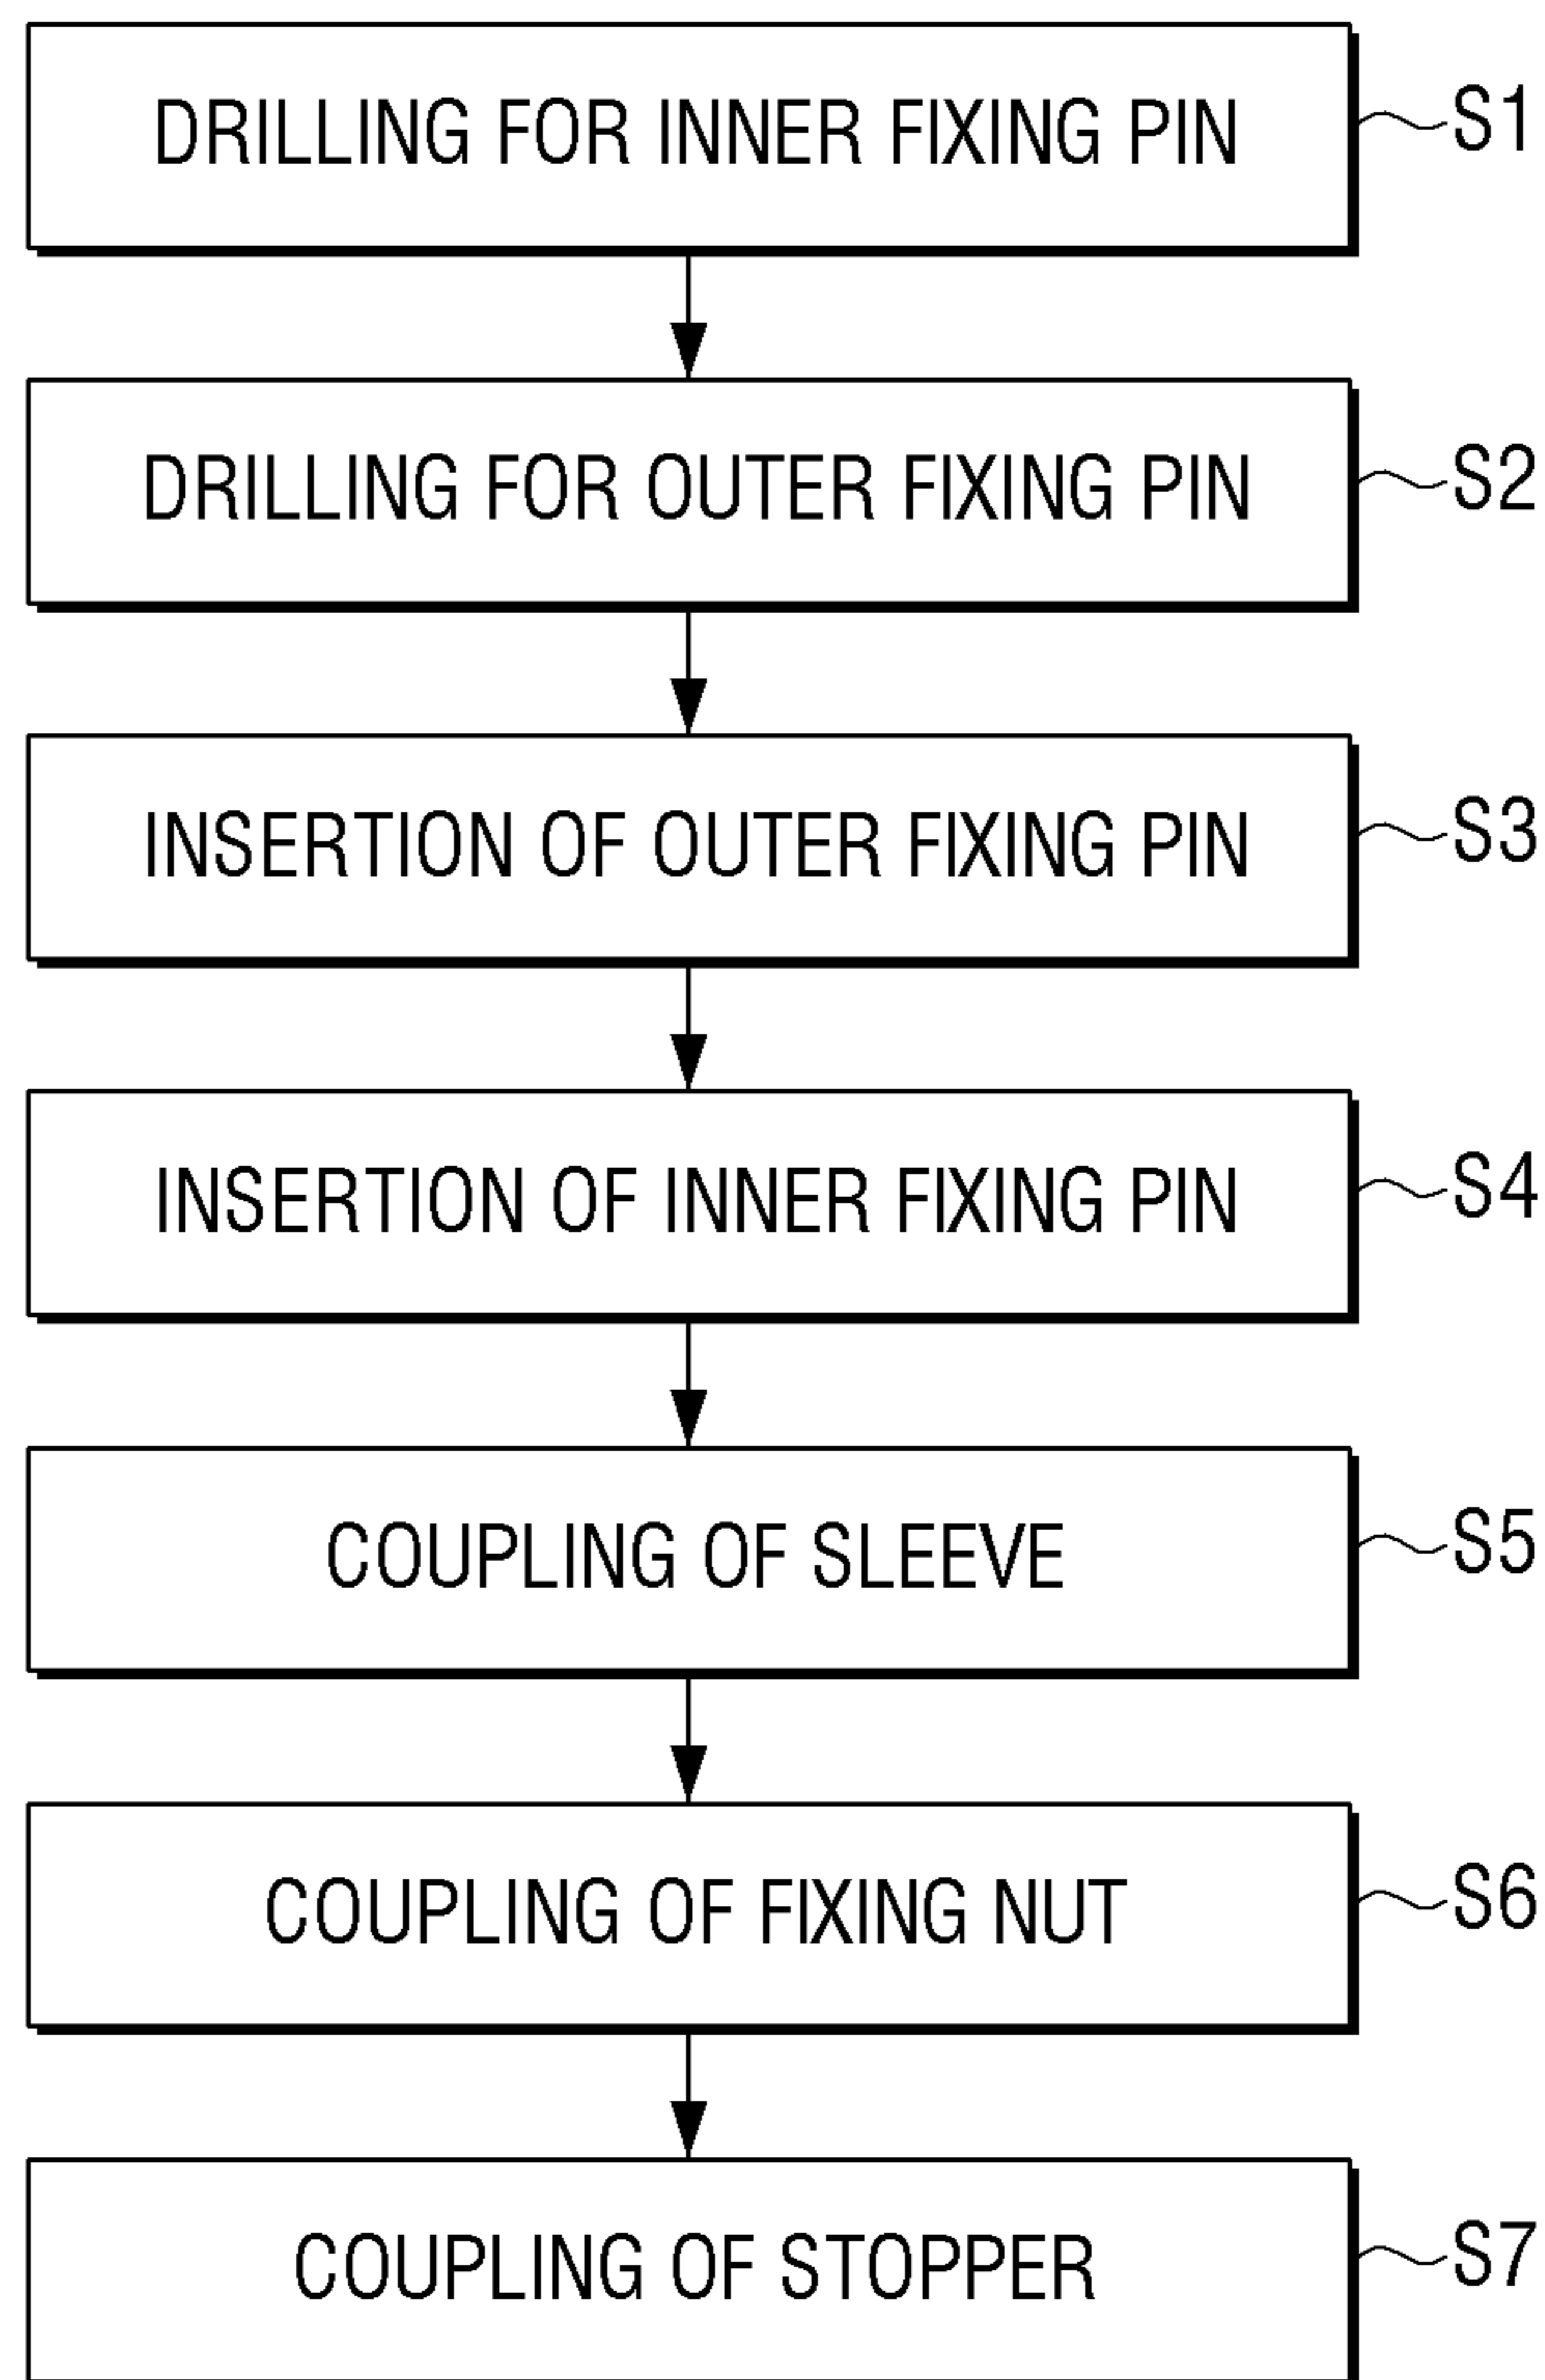 DRILLING FOR INNER FIXING PIN S1
DRILLING FOR OUTER FIXING PIN S2
INSERTION OF OUTER FIXING PIN S3
INSERTION OF INNER FIXING PIN S4
COUPLING OF SLEEVE S5
COUPLING OF FIXING NUT S6
COUPLING OF STOPPER S7